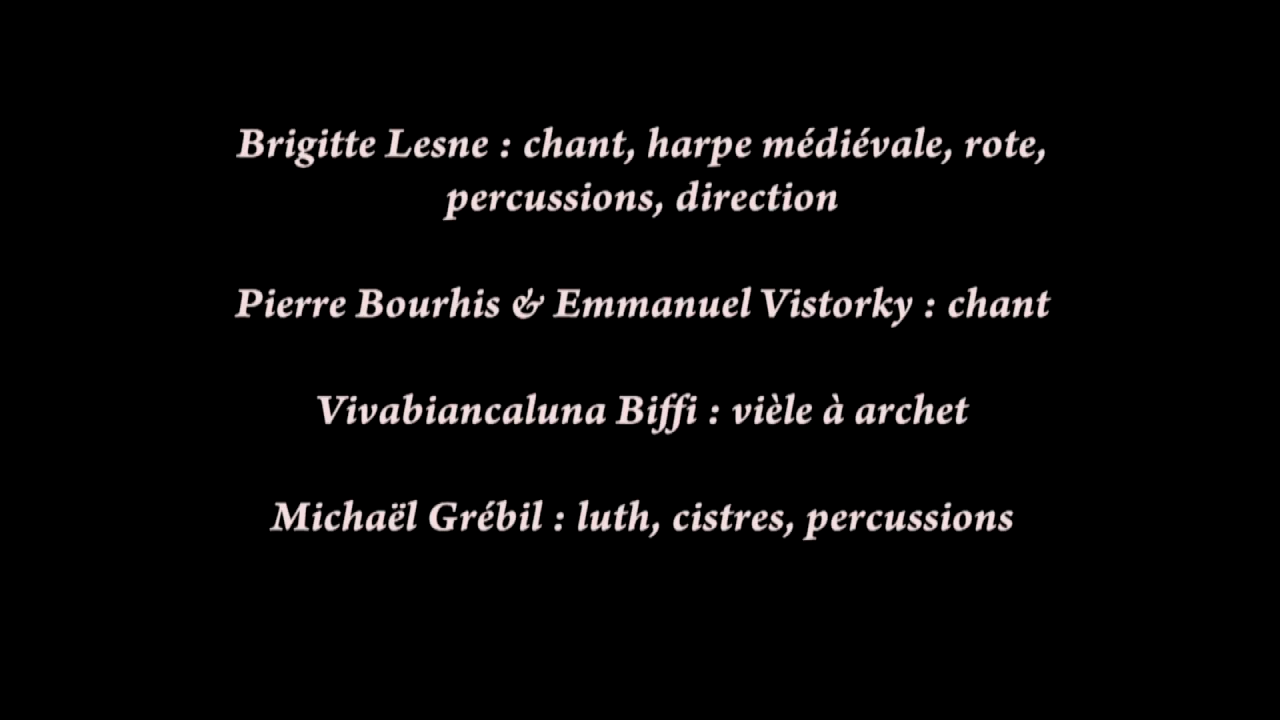 Brigitte Lesne : chant, harpe médiévale, rote,
percussions, direction
Pierre Bourhis & Emmanuel Vistorky : chant
Vivabiancaluna Biffi : vièle à archet
Michaël Grébil : luth, cistres, percussions